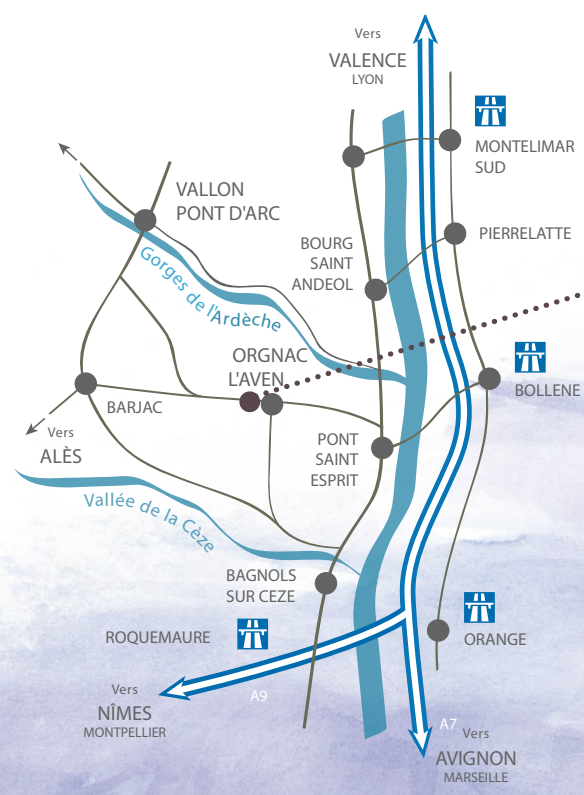 Vers
VALENCE
LYON
MONTELIMAR
SUD
VALLON
PONT D'ARC
PIERRELATTE
BOURG
SAINT
ANDEOL
Gorges de l'Ardèche
ORGNAC
L'AVEN
BOLLENE
BARJAC
Vers
ALÈS
PONT
SAINT
ESPRIT
Vallée de la Cèze
BAGNOLS
SUR CEZE
ROQUEMAURE
ORANGE
Vers
NÎMES
MONTPELLIER
A9
A7
Vers
AVIGNON
MARSEILLE